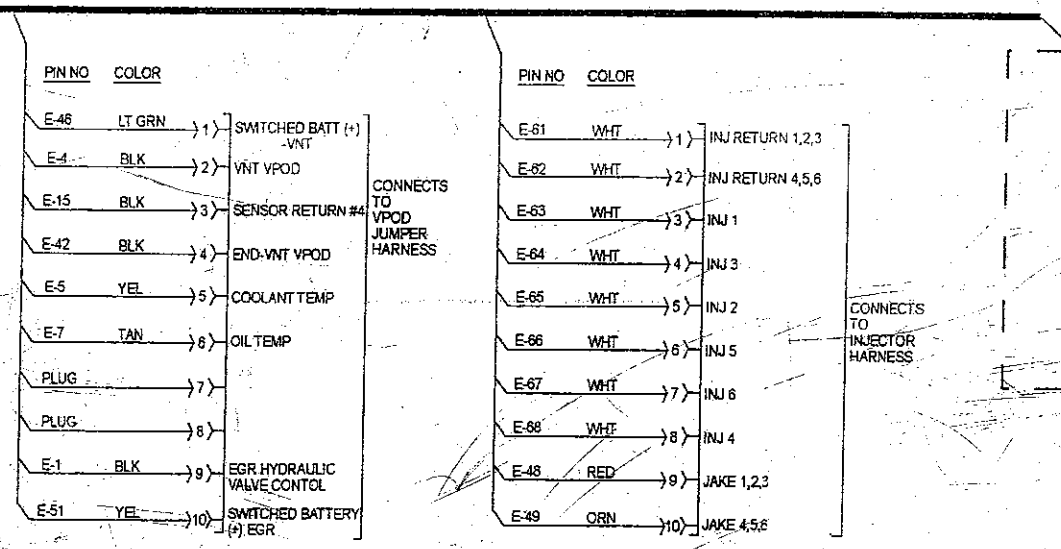 PIN NO COLOR
E-46 LT GRN 1 SWITCHED BATT (+)
-VNT
E-4 BLK 2 VNT VPOD
E-15 BLK 3 SENSOR RETURN #4
E-42 BLK 4 END-VNT VPOD
E-5 YEL 5 COOLANT TEMP
E-7 TAN 6 OIL TEMP
PLUG 7
PLUG 8
E-1 BLK 9 EGR HYDRAULIC
VALVE CONTOL
E-51 YEL 10 SWITCHED BATTERY
(+) EGR
CONNECTS
TO
VPOD
JUMPER
HARNESS
PIN NO COLOR
E-61 WHT 1 INJ RETURN 1,2,3
E-62 WHT 2 INJ RETURN 4,5,6
E-63 WHT 3 INJ 1
E-64 WHT 4 INJ 3
E-65 WHT 5 INJ 2
E-66 WHT 6 INJ 5
E-67 WHT 7 INJ 6
E-68 WHT 8 INJ 4
E-48 RED 9 JAKE 1,2,3
E-49 ORN 10 JAKE 4,5,6
CONNECTS
TO
INJECTOR
HARNESS